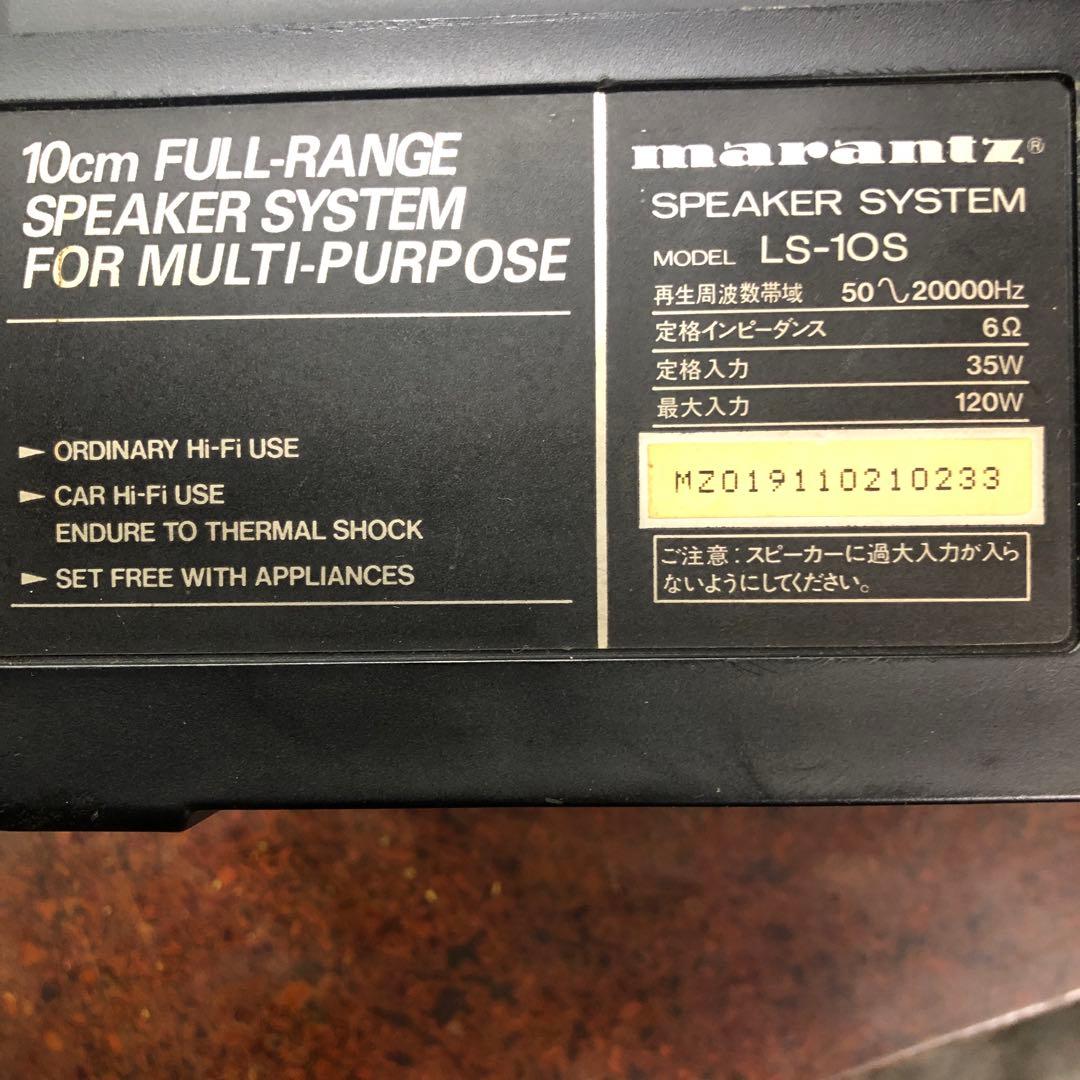 10cm FULL-RANGE
SPEAKER SYSTEM
FOR MULTI-PURPOSE
► ORDINARY Hi-Fi USE
► CAR Hi-Fi USE
ENDURE TO THERMAL SHOCK
► SET FREE WITH APPLIANCES
marantz®
SPEAKER SYSTEM
MODEL LS-10S
再生周波数帯域 50∿20000Hz
定格インピーダンス 6Ω
定格入力 35W
最大入力 120W
MZ019110210233
ご注意：スピーカーに過大入力が入ら
ないようにしてください。